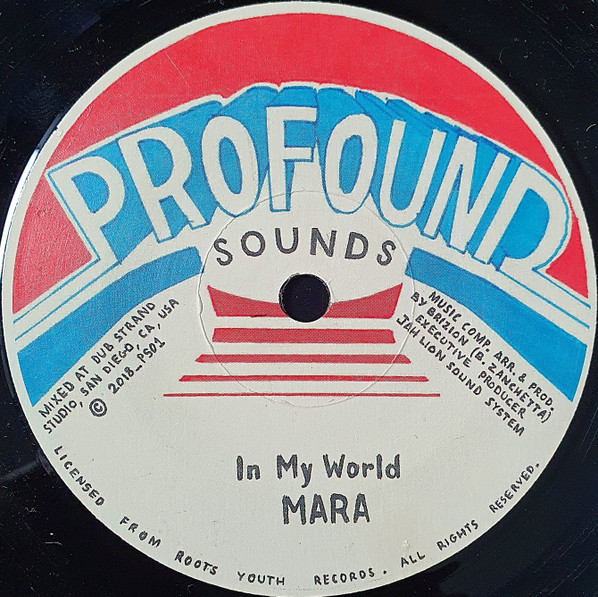 PROFOUND
SOUNDS
MIXED AT DUB STRAND
STUDIO, SAN DIEGO, CA, USA
© 2018_PS01
MUSIC COMP. ARR. & PROD.
BY BRIZION (B. ZANCHETTA)
EXECUTIVE PRODUCER
JAH LION SOUND SYSTEM
In My World
MARA
LICENSED FROM ROOTS YOUTH RECORDS. ALL RIGHTS RESERVED.